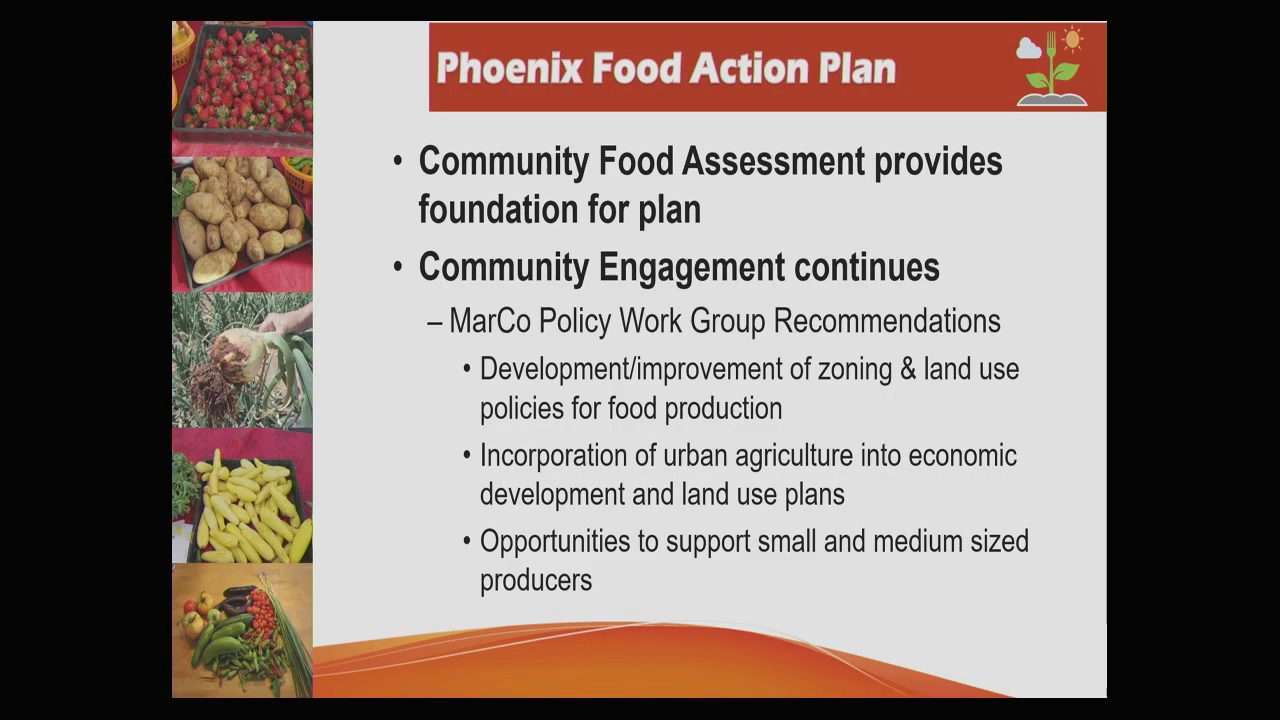 Phoenix Food Action Plan
• Community Food Assessment provides
foundation for plan
• Community Engagement continues
– MarCo Policy Work Group Recommendations
• Development/improvement of zoning & land use
policies for food production
• Incorporation of urban agriculture into economic
development and land use plans
• Opportunities to support small and medium sized
producers